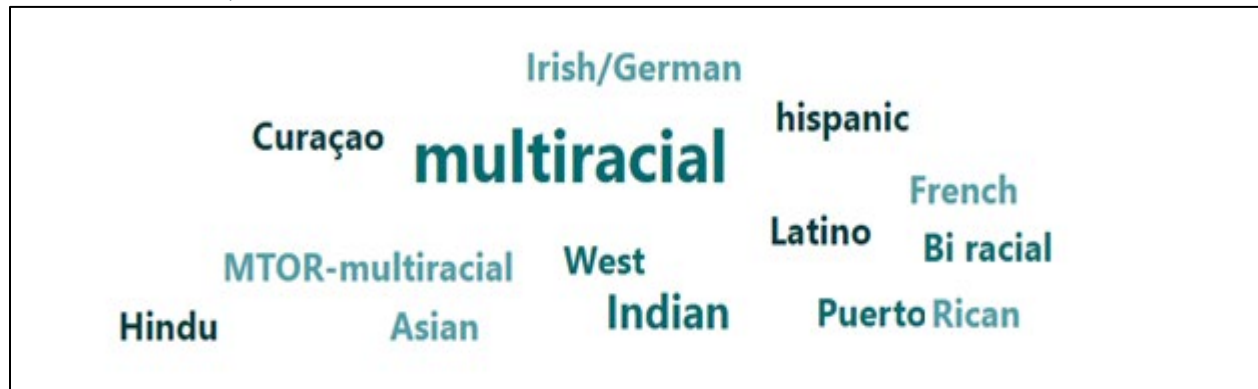 Irish/German
hispanic
Curaçao
multiracial
French
Latino
Bi racial
West
MTOR-multiracial
Indian
Puerto Rican
Hindu
Asian